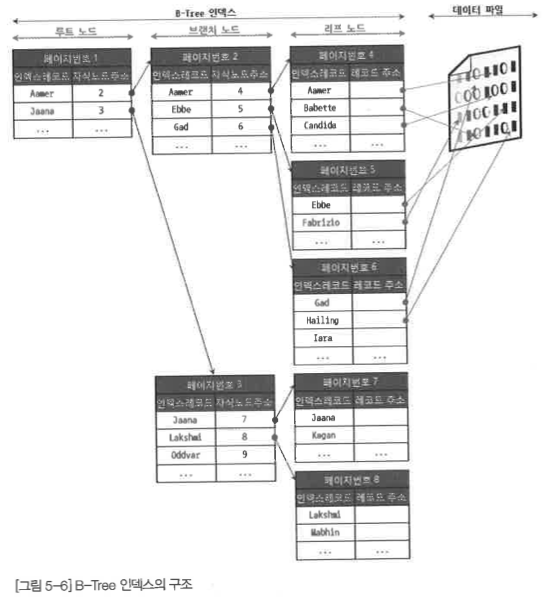 B-Tree 인덱스
데이터 파일
루트 노드
브랜치 노드
리프 노드
페이지번호 1
인덱스레코드 자식노드주소
Aamer 2
Jaana 3
... ...
페이지번호 2
인덱스레코드 자식노드주소
Aamer 4
Ebbe 5
Gad 6
... ...
페이지번호 4
인덱스레코드 레코드 주소
Aamer
Babette
Candida
... ...
페이지번호 5
인덱스레코드 레코드 주소
Ebbe
Fabrizio
... ...
페이지번호 6
인덱스레코드 레코드 주소
Gad
Hailing
Iara
... ...
페이지번호 3
인덱스레코드 자식노드주소
Jaana 7
Lakshmi 8
Oddvar 9
... ...
페이지번호 7
인덱스레코드 레코드 주소
Jaana
Kagan
... ...
페이지번호 8
인덱스레코드 레코드 주소
Lakshmi
Mabhin
... ...
[그림 5-6] B-Tree 인덱스의 구조